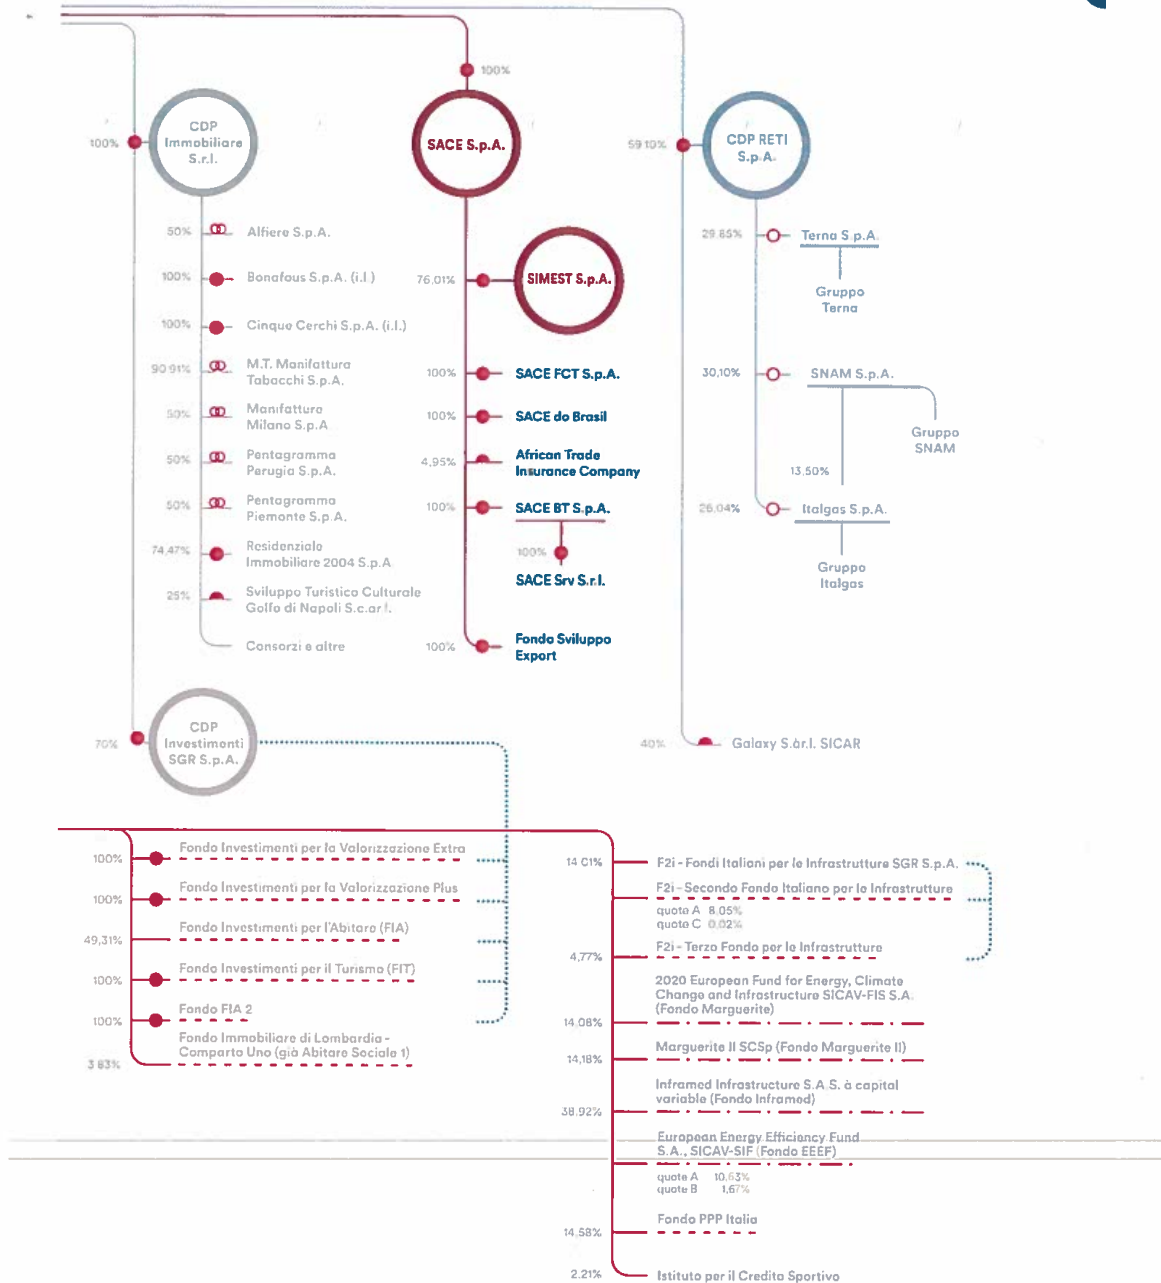 100%
CDP
Immobiliare
S.r.l.
100%
SACE S.p.A.
59,10%
CDP RETI
S.p.A.
50%
Alfiere S.p.A.
100%
Bonafous S.p.A. (i.l.)
100%
Cinque Cerchi S.p.A. (i.l.)
90,91%
M.T. Manifattura
Tabacchi S.p.A.
50%
Manifatture
Milano S.p.A.
50%
Pentagramma
Perugia S.p.A.
50%
Pentagramma
Piemonte S.p.A.
74,47%
Residenziale
Immobiliare 2004 S.p.A.
25%
Sviluppo Turistico Culturale
Golfo di Napoli S.c.ar.l.
Consorzi e altre
76,01%
SIMEST S.p.A.
100%
SACE FCT S.p.A.
100%
SACE do Brasil
4,95%
African Trade
Insurance Company
100%
SACE BT S.p.A.
100%
SACE Srv S.r.l.
100%
Fondo Sviluppo
Export
29,85%
Terna S.p.A.
Gruppo
Terna
30,10%
SNAM S.p.A.
Gruppo
SNAM
13,50%
26,04%
Italgas S.p.A.
Gruppo
Italgas
70%
CDP
Investimenti
SGR S.p.A.
40%
Galaxy S.àr.l. SICAR
100%
Fondo Investimenti per la Valorizzazione Extra
100%
Fondo Investimenti per la Valorizzazione Plus
49,31%
Fondo Investimenti per l'Abitare (FIA)
100%
Fondo Investimenti per il Turismo (FIT)
100%
Fondo FIA 2
3,83%
Fondo Immobiliare di Lombardia -
Comparto Uno (già Abitare Sociale 1)
14,01%
F2i - Fondi Italiani per le Infrastrutture SGR S.p.A.
F2i - Secondo Fondo Italiano per le Infrastrutture
quote A 8,05%
quote C 0,02%
4,77%
F2i - Terzo Fondo per le Infrastrutture
14,08%
2020 European Fund for Energy, Climate
Change and Infrastructure SICAV-FIS S.A.
(Fondo Marguerite)
14,18%
Marguerite II SCSp (Fondo Marguerite II)
38,92%
Inframed Infrastructure S.A.S. à capital
variable (Fondo Inframed)
European Energy Efficiency Fund
S.A., SICAV-SIF (Fondo EEEF)
quote A 10,63%
quote B 1,67%
14,58%
Fondo PPP Italia
2,21%
Istituto per il Credito Sportivo